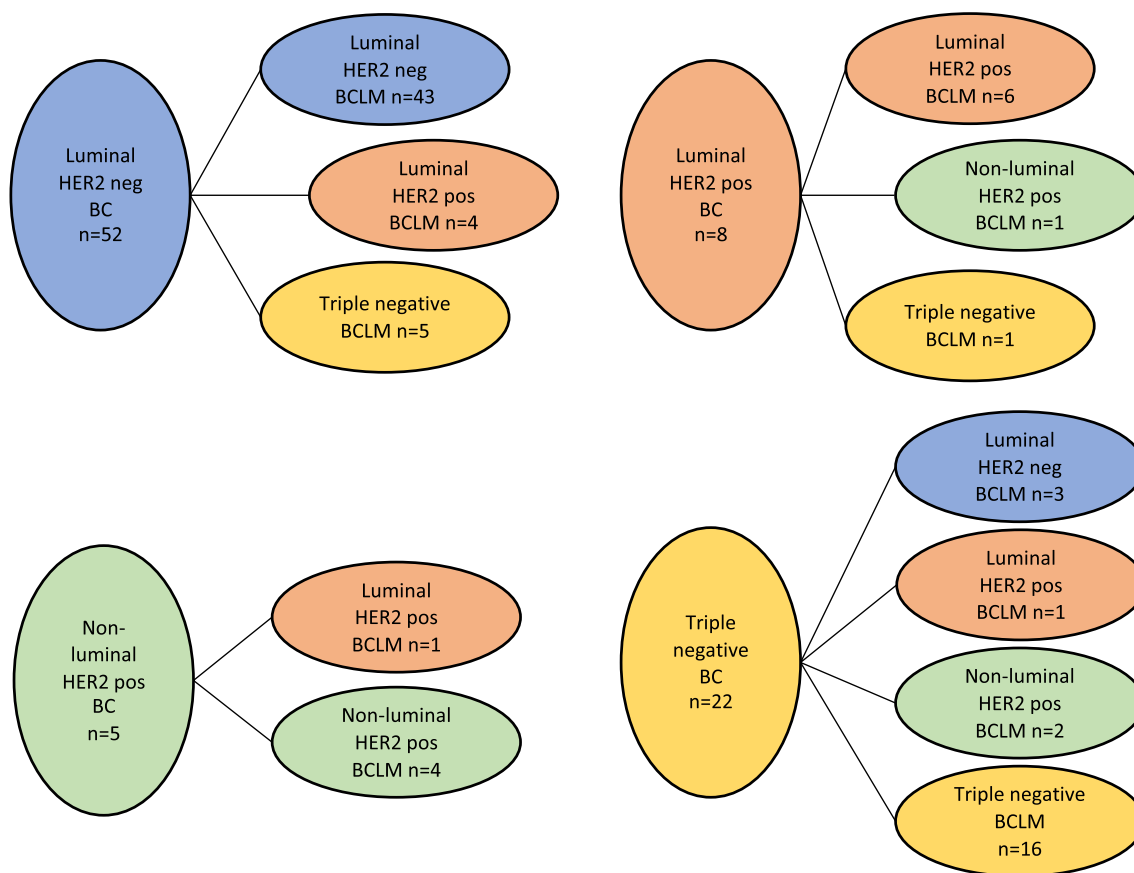 Luminal
HER2 neg
BC
n=52
Luminal
HER2 neg
BCLM n=43
Luminal
HER2 pos
BCLM n=4
Triple negative
BCLM n=5
Luminal
HER2 pos
BC
n=8
Luminal
HER2 pos
BCLM n=6
Non-luminal
HER2 pos
BCLM n=1
Triple negative
BCLM n=1
Non-
luminal
HER2 pos
BC
n=5
Luminal
HER2 pos
BCLM n=1
Non-luminal
HER2 pos
BCLM n=4
Triple
negative
BC
n=22
Luminal
HER2 neg
BCLM n=3
Luminal
HER2 pos
BCLM n=1
Non-luminal
HER2 pos
BCLM n=2
Triple negative
BCLM
n=16